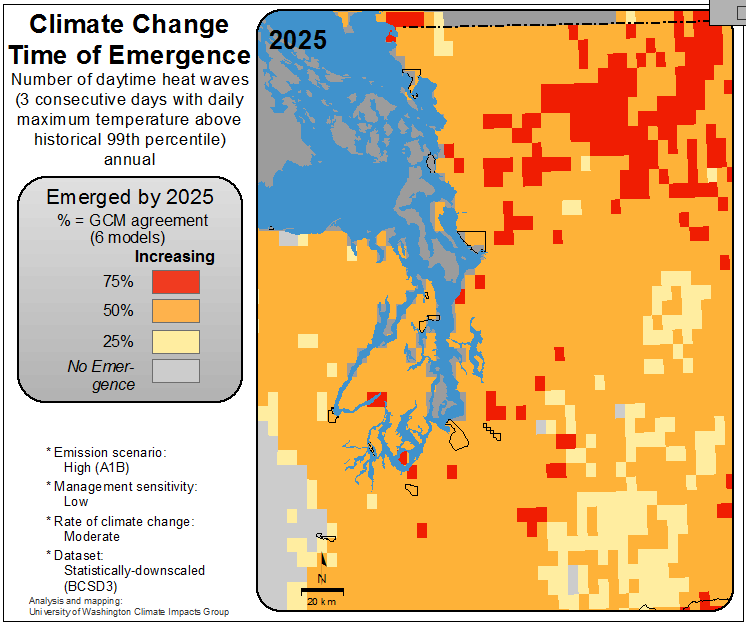 Climate Change
Time of Emergence
Number of daytime heat waves
(3 consecutive days with daily
maximum temperature above
historical 99th percentile)
annual
Emerged by 2025
% = GCM agreement
(6 models)
Increasing
75%
50%
25%
No Emer-
gence
* Emission scenario:
High (A1B)
* Management sensitivity:
Low
* Rate of climate change:
Moderate
* Dataset:
Statistically-downscaled
(BCSD3)
Analysis and mapping:
University of Washington Climate Impacts Group
2025
N
20 km